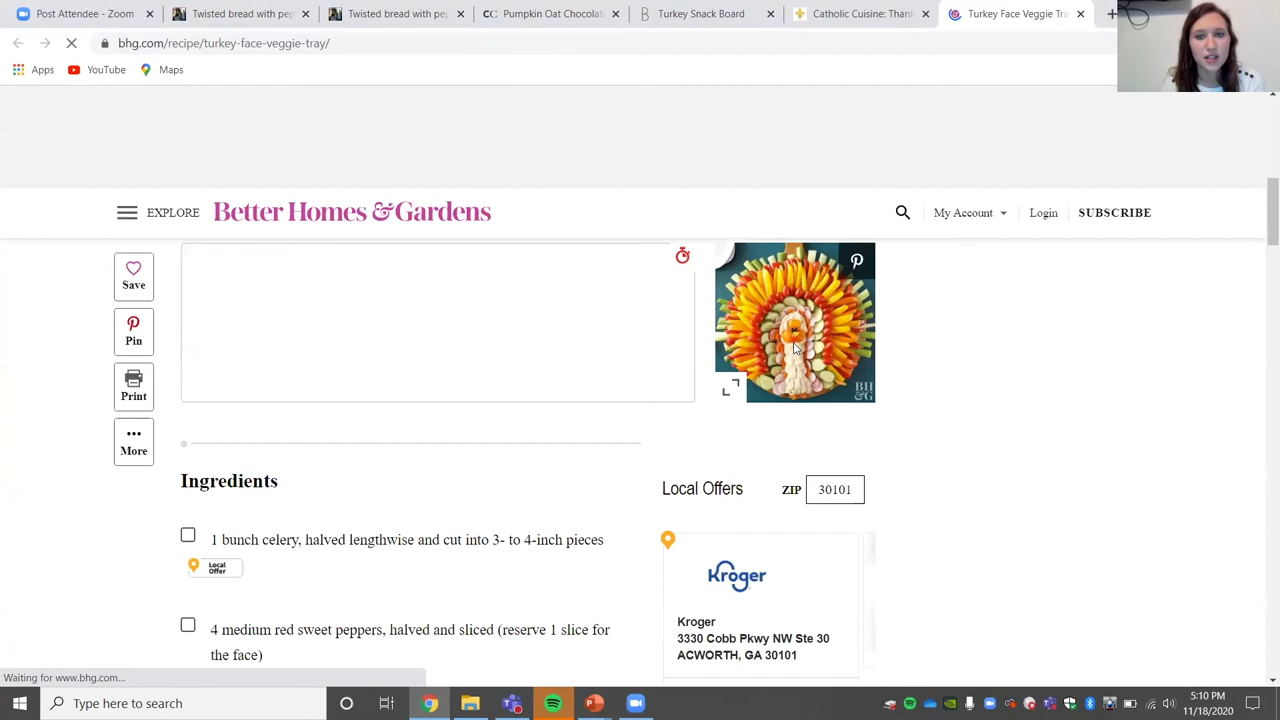 Post Attendee - Zoom
Twisted bread with pep
Twisted bread with pep
Pumpkin Oat Chocolat
Turkey Snack Board
Catholic Cuisine: Thank
Turkey Face Veggie Tra
bhg.com/recipe/turkey-face-veggie-tray/
Apps
YouTube
Maps
EXPLORE
Better Homes & Gardens
My Account
Login
SUBSCRIBE
Save
Pin
Print
More
BH
&G
Ingredients
Local Offers
ZIP
30101
1 bunch celery, halved lengthwise and cut into 3- to 4-inch pieces
Local
Offer
4 medium red sweet peppers, halved and sliced (reserve 1 slice for
the face)
Kroger
Kroger
3330 Cobb Pkwy NW Ste 30
ACWORTH, GA 30101
Waiting for www.bhg.com...
Type here to search
5:10 PM
11/18/2020